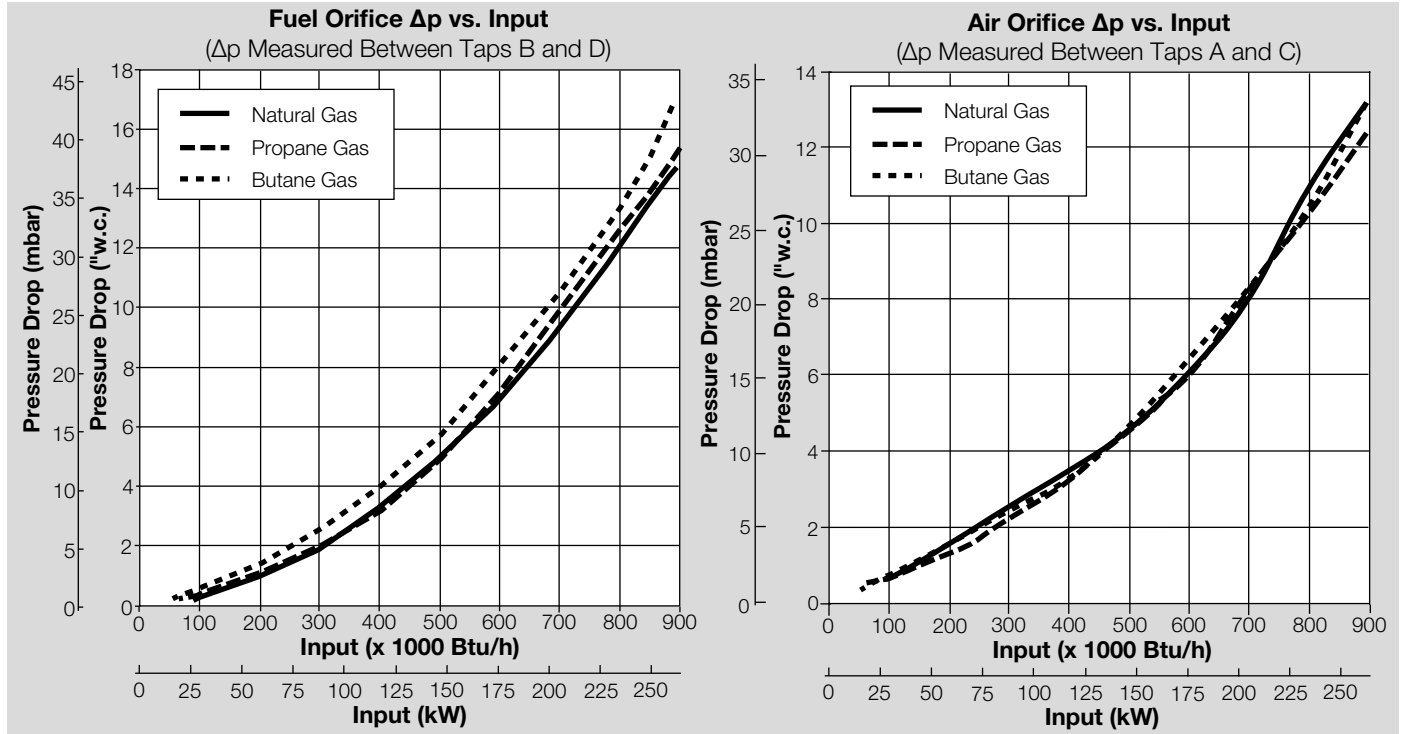 Fuel Orifice Δp vs. Input
(Δp Measured Between Taps B and D)
Pressure Drop (mbar)
45
40
35
30
25
20
15
10
5
0
Pressure Drop ("w.c.)
18
16
14
12
10
8
6
4
2
0
Natural Gas
Propane Gas
Butane Gas
0 100 200 300 400 500 600 700 800 900
Input (x 1000 Btu/h)
0 25 50 75 100 125 150 175 200 225 250
Input (kW)
Air Orifice Δp vs. Input
(Δp Measured Between Taps A and C)
Pressure Drop (mbar)
35
30
25
20
15
10
5
0
Pressure Drop ("w.c.)
14
12
10
8
6
4
2
0
Natural Gas
Propane Gas
Butane Gas
0 100 200 300 400 500 600 700 800 900
Input (x 1000 Btu/h)
0 25 50 75 100 125 150 175 200 225 250
Input (kW)